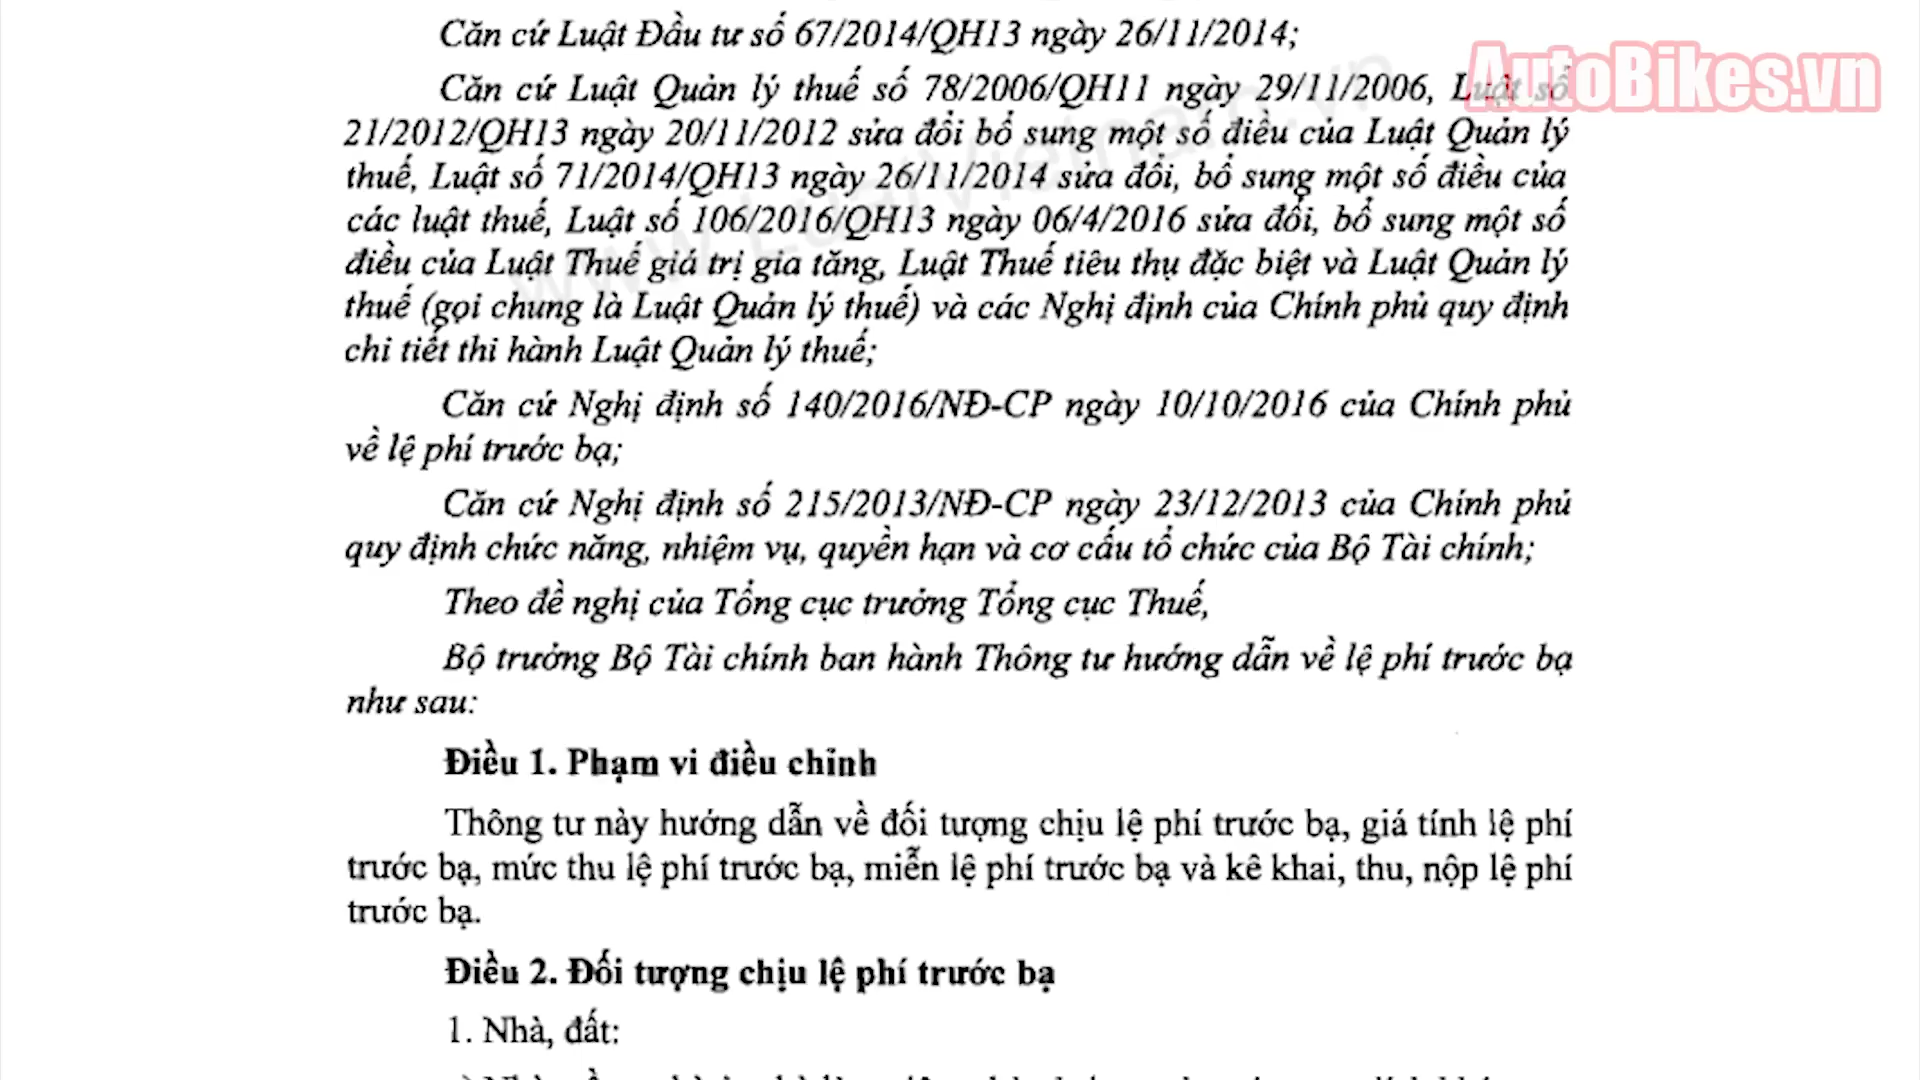 Căn cứ Luật Đầu tư số 67/2014/QH13 ngày 26/11/2014;
AutoBikes.vn
Căn cứ Luật Quản lý thuế số 78/2006/QH11 ngày 29/11/2006, Luật số
21/2012/QH13 ngày 20/11/2012 sửa đổi bổ sung một số điều của Luật Quản lý
thuế, Luật số 71/2014/QH13 ngày 26/11/2014 sửa đổi, bổ sung một số điều của
các luật thuế, Luật số 106/2016/QH13 ngày 06/4/2016 sửa đổi, bổ sung một số
điều của Luật Thuế giá trị gia tăng, Luật Thuế tiêu thụ đặc biệt và Luật Quản lý
thuế (gọi chung là Luật Quản lý thuế) và các Nghị định của Chính phủ quy định
chi tiết thi hành Luật Quản lý thuế;
www.LuatVietnam.vn
Căn cứ Nghị định số 140/2016/NĐ-CP ngày 10/10/2016 của Chính phủ
về lệ phí trước bạ;
Căn cứ Nghị định số 215/2013/NĐ-CP ngày 23/12/2013 của Chính phủ
quy định chức năng, nhiệm vụ, quyền hạn và cơ cấu tổ chức của Bộ Tài chính;
Theo đề nghị của Tổng cục trưởng Tổng cục Thuế,
Bộ trưởng Bộ Tài chính ban hành Thông tư hướng dẫn về lệ phí trước bạ
như sau:
Điều 1. Phạm vi điều chỉnh
Thông tư này hướng dẫn về đối tượng chịu lệ phí trước bạ, giá tính lệ phí
trước bạ, mức thu lệ phí trước bạ, miễn lệ phí trước bạ và kê khai, thu, nộp lệ phí
trước bạ.
Điều 2. Đối tượng chịu lệ phí trước bạ
1. Nhà, đất: